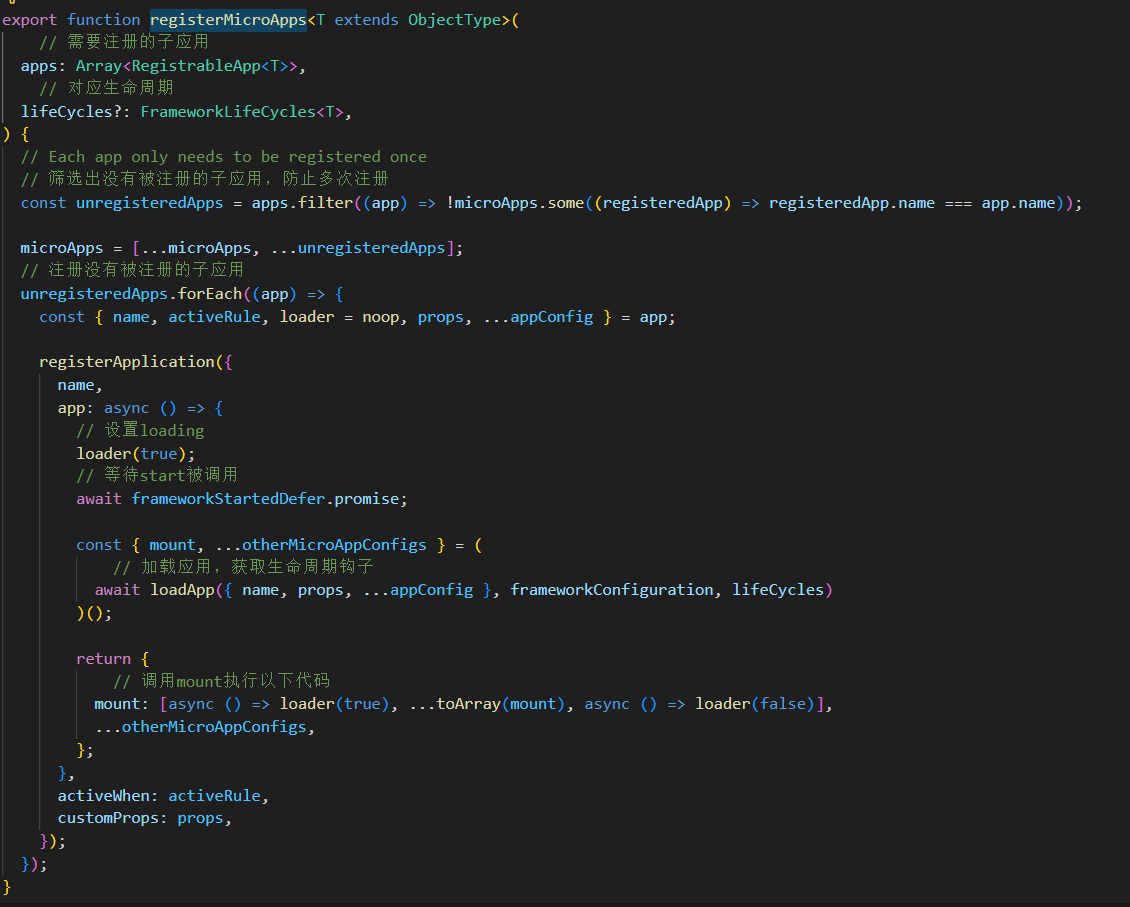 export function registerMicroApps<T extends ObjectType>(
    // 需要注册的子应用
  apps: Array<RegistrableApp<T>>,
    // 对应生命周期
  lifeCycles?: FrameworkLifeCycles<T>,
) {
  // Each app only needs to be registered once
  // 筛选出没有被注册的子应用，防止多次注册
  const unregisteredApps = apps.filter((app) => !microApps.some((registeredApp) => registeredApp.name === app.name));
  microApps = [...microApps, ...unregisteredApps];
  // 注册没有被注册的子应用
  unregisteredApps.forEach((app) => {
    const { name, activeRule, loader = noop, props, ...appConfig } = app;
    registerApplication({
      name,
      app: async () => {
        // 设置loading
        loader(true);
        // 等待start被调用
        await frameworkStartedDefer.promise;
        const { mount, ...otherMicroAppConfigs } = (
            // 加载应用，获取生命周期钩子
          await loadApp({ name, props, ...appConfig }, frameworkConfiguration, lifeCycles)
        )();
        return {
            // 调用mount执行以下代码
          mount: [async () => loader(true), ...toArray(mount), async () => loader(false)],
          ...otherMicroAppConfigs,
        };
      },
      activeWhen: activeRule,
      customProps: props,
    });
  });
}